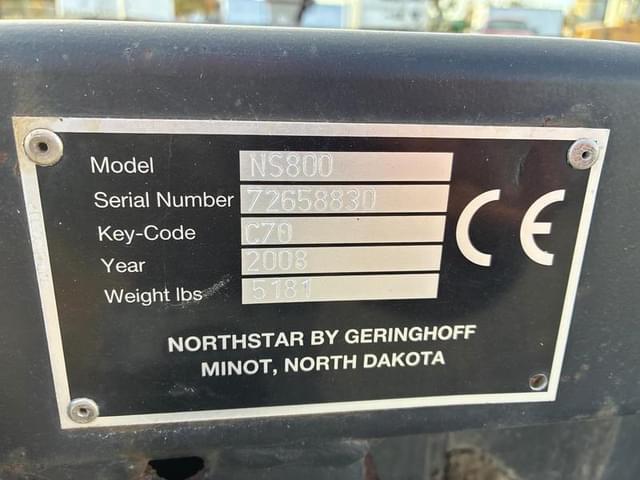 Model NS800
Serial Number 72658830
Key-Code C70
Year 2008
Weight lbs 5181
CE
NORTHSTAR BY GERINGHOFF
MINOT, NORTH DAKOTA